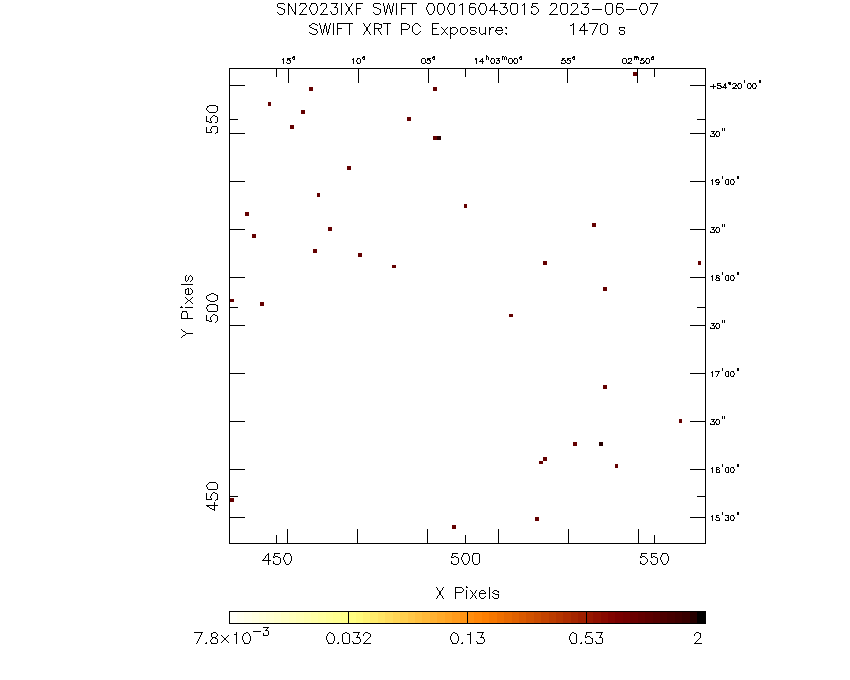 SN2023IXF SWIFT 00016043015 2023-06-07
SWIFT XRT PC Exposure: 1470 s
15ˢ 10ˢ 05ˢ 14ʰ03ᵐ00ˢ 55ˢ 02ᵐ50ˢ
+54°20'00"
550
30"
19'00"
30"
18'00"
Y Pixels
500
30"
17'00"
30"
16'00"
450
15'30"
450 500 550
X Pixels
7.8×10⁻³ 0.032 0.13 0.53 2